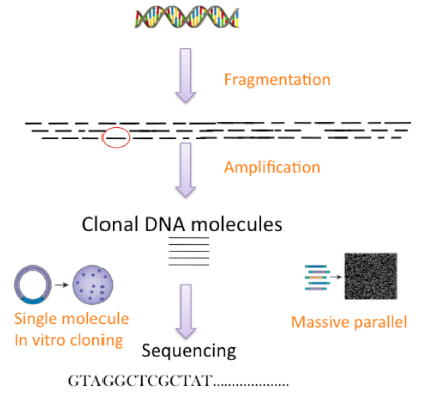 Fragmentation
Amplification
Clonal DNA molecules
Single molecule
In vitro cloning
Massive parallel
Sequencing
GTAGGCTCGCTAT....................